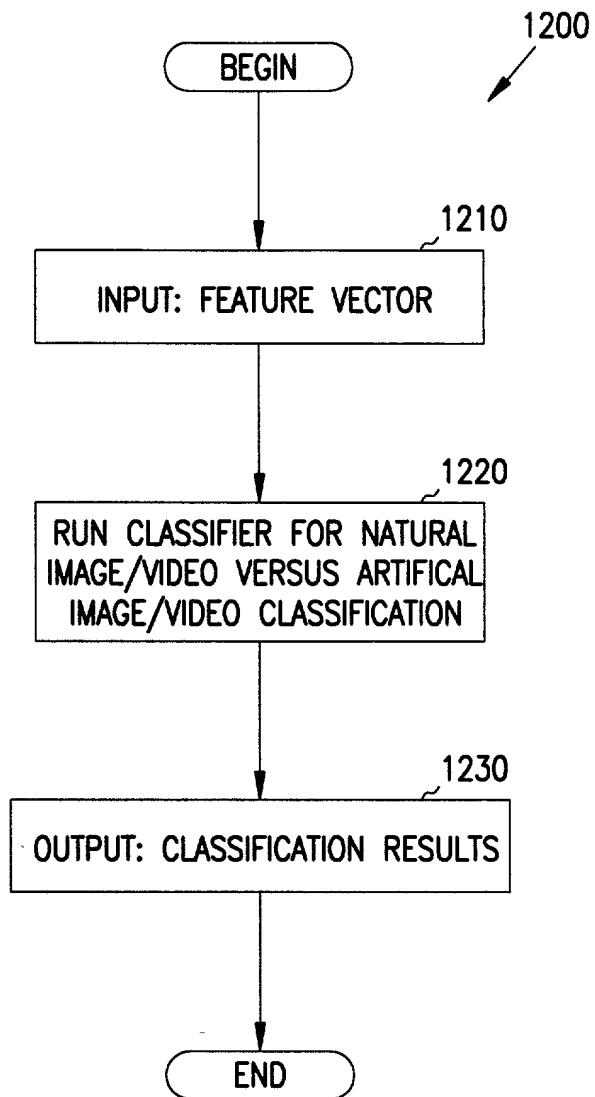 1200
BEGIN
1210
INPUT: FEATURE VECTOR
1220
RUN CLASSIFIER FOR NATURAL
IMAGE/VIDEO VERSUS ARTIFICAL
IMAGE/VIDEO CLASSIFICATION
1230
OUTPUT: CLASSIFICATION RESULTS
END